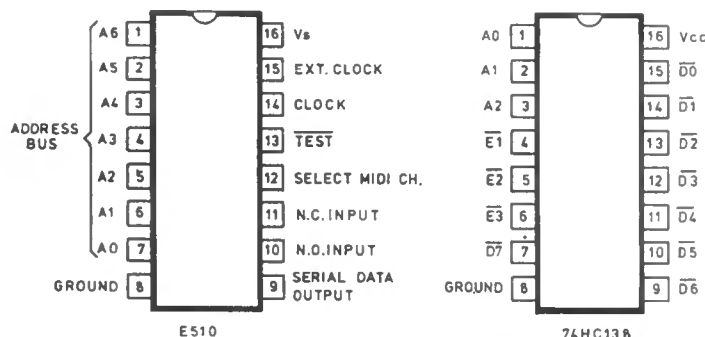 A6 1 16 Vs
A5 2 15 EXT. CLOCK
A4 3 14 CLOCK
ADDRESS BUS
A3 4 13 TEST
A2 5 12 SELECT MIDI CH.
A1 6 11 N.C. INPUT
A0 7 10 N.O. INPUT
GROUND 8 9 SERIAL DATA
OUTPUT
E510
A0 1 16 Vcc
A1 2 15 D0
A2 3 14 D1
E1 4 13 D2
E2 5 12 D3
E3 6 11 D4
D7 7 10 D5
GROUND 8 9 D6
74HC138